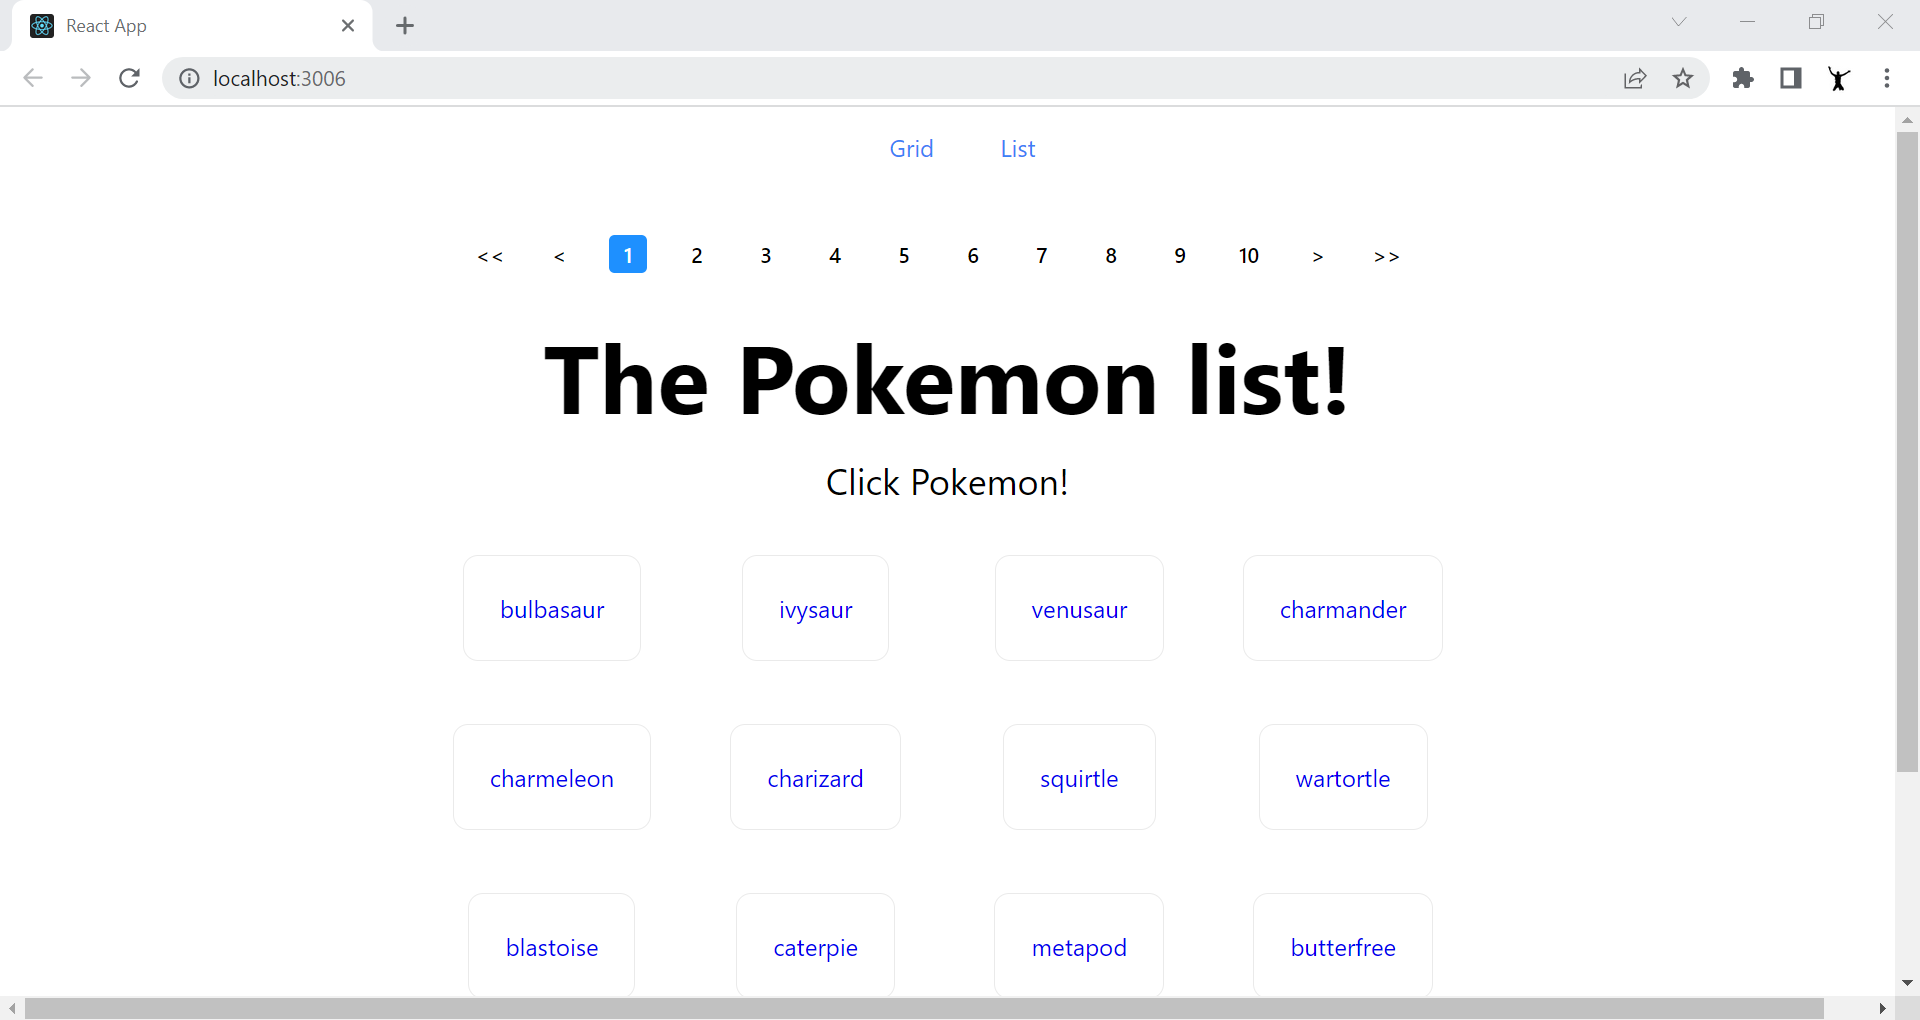 React App
localhost:3006
Grid List
<< < 1 2 3 4 5 6 7 8 9 10 > >>
The Pokemon list!
Click Pokemon!
bulbasaur ivysaur venusaur charmander
charmeleon charizard squirtle wartortle
blastoise caterpie metapod butterfree